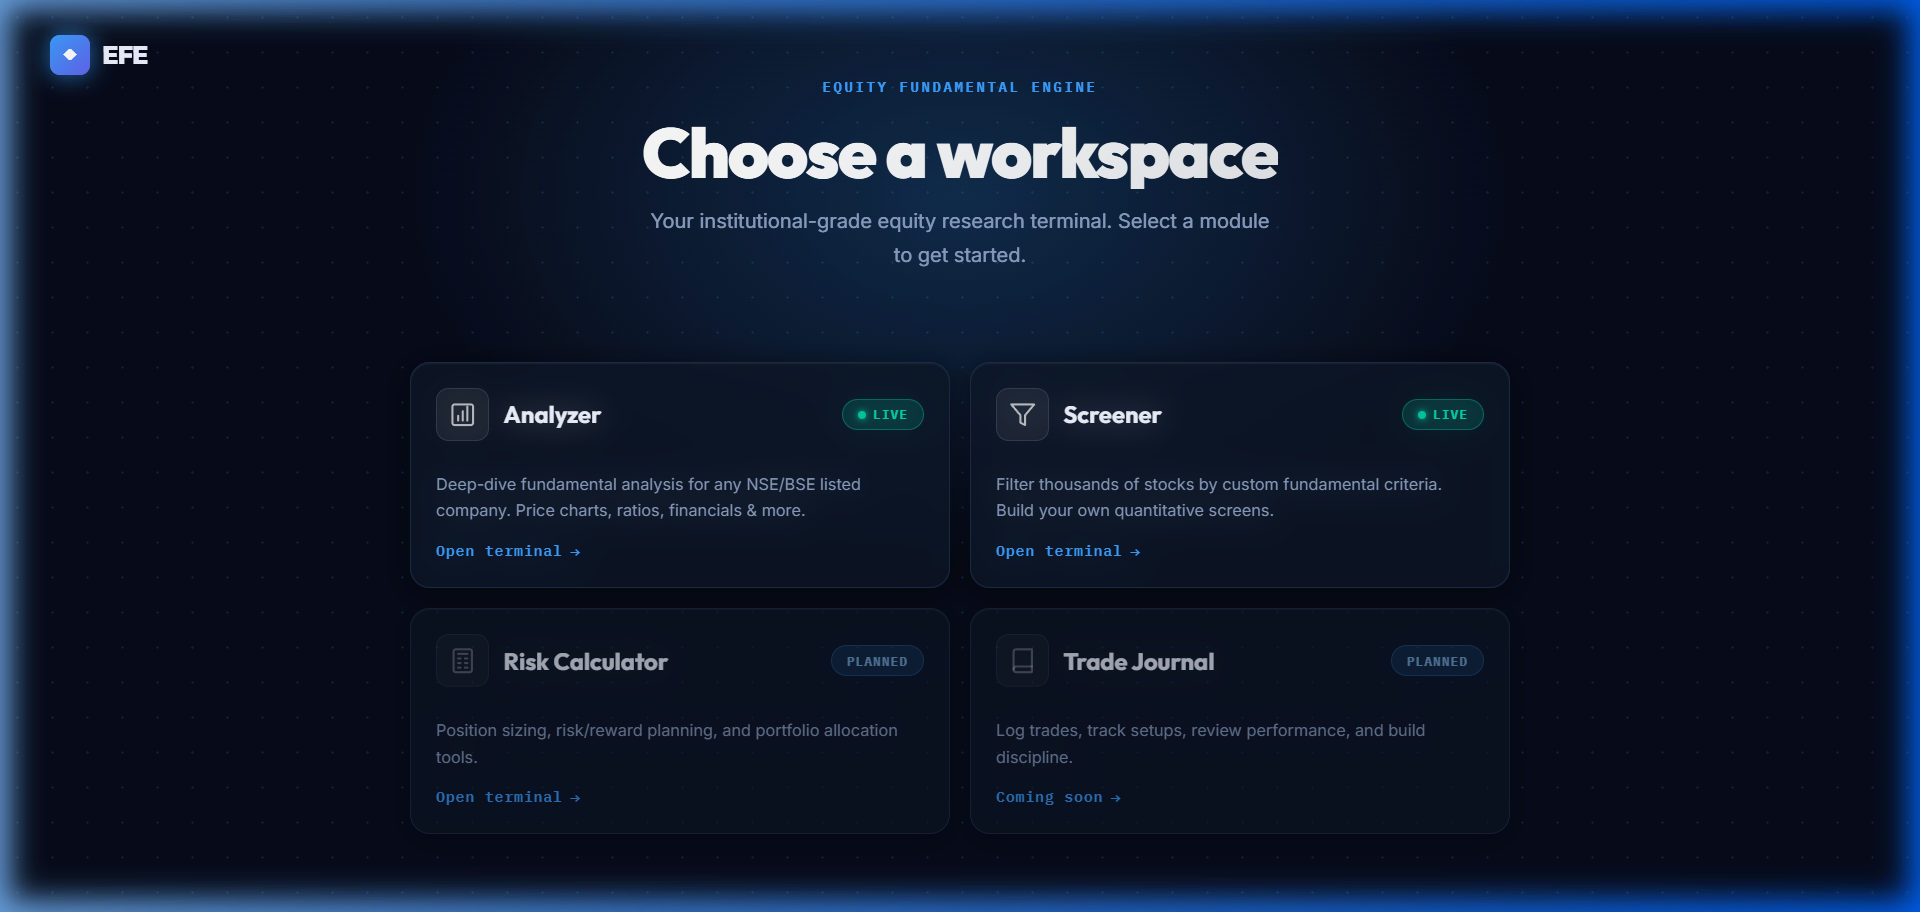 EFE
EQUITY FUNDAMENTAL ENGINE
Choose a workspace
Your institutional-grade equity research terminal. Select a module
to get started.
Analyzer
LIVE
Deep-dive fundamental analysis for any NSE/BSE listed
company. Price charts, ratios, financials & more.
Open terminal →
Screener
LIVE
Filter thousands of stocks by custom fundamental criteria.
Build your own quantitative screens.
Open terminal →
Risk Calculator
PLANNED
Position sizing, risk/reward planning, and portfolio allocation
tools.
Open terminal →
Trade Journal
PLANNED
Log trades, track setups, review performance, and build
discipline.
Coming soon →